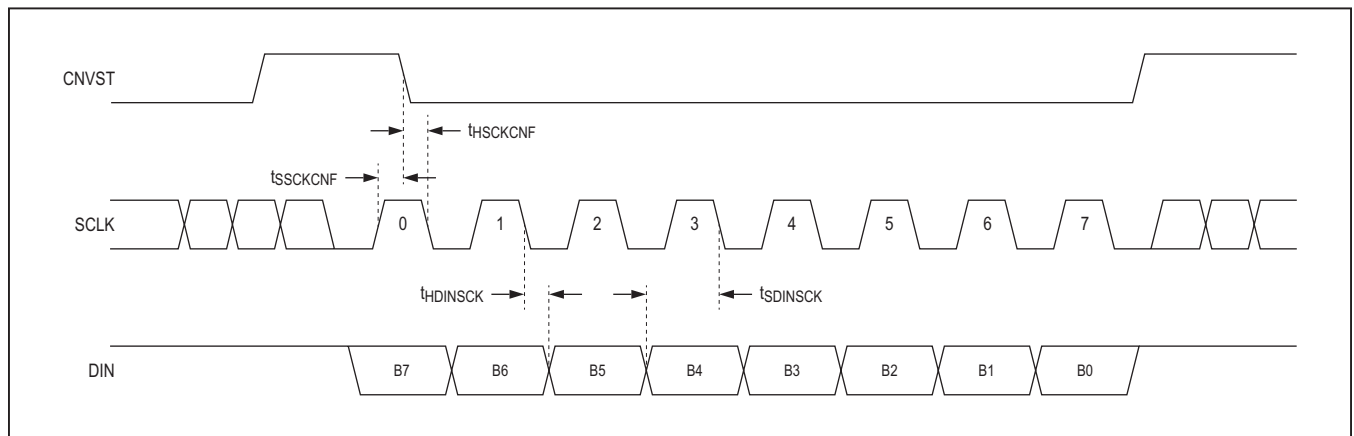 CNVST
tHSCKCNF
tSSCKCNF
SCLK 0 1 2 3 4 5 6 7
tHDINSCK tSDINSCK
DIN B7 B6 B5 B4 B3 B2 B1 B0